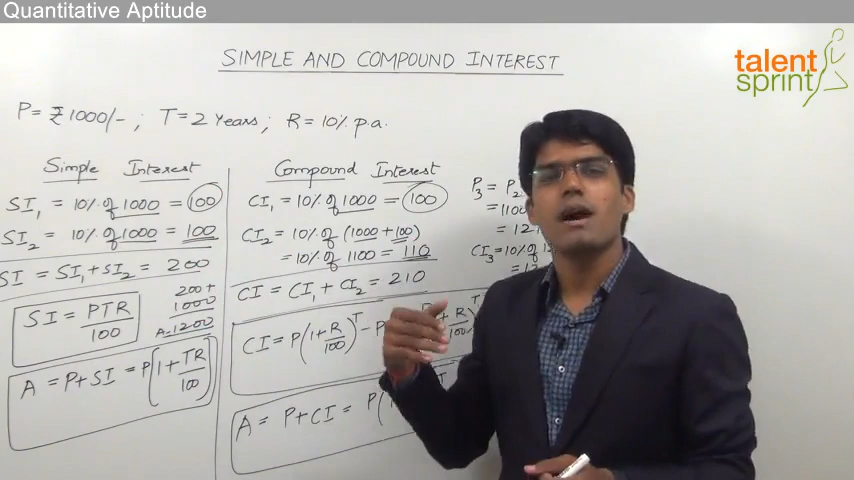 Quantitative Aptitude
talent
sprint
SIMPLE AND COMPOUND INTEREST
P = ₹ 1000/- ; T = 2 Years ; R = 10% p.a.
Simple Interest
SI₁ = 10% of 1000 = 100
SI₂ = 10% of 1000 = 100
SI = SI₁ + SI₂ = 200
200+
1000
A=1200
SI = PTR/100
A = P+SI = P[1+TR/100]
Compound Interest
CI₁ = 10% of 1000 = 100
CI₂ = 10% of (1000 + 100)
= 10% of 1100 = 110
CI = CI₁ + CI₂ = 210
CI = P(1+R/100)^T - P
A = P+CI = P(
P₃ = P₂
= 110
= 12
CI₃ = 10% of
= 12